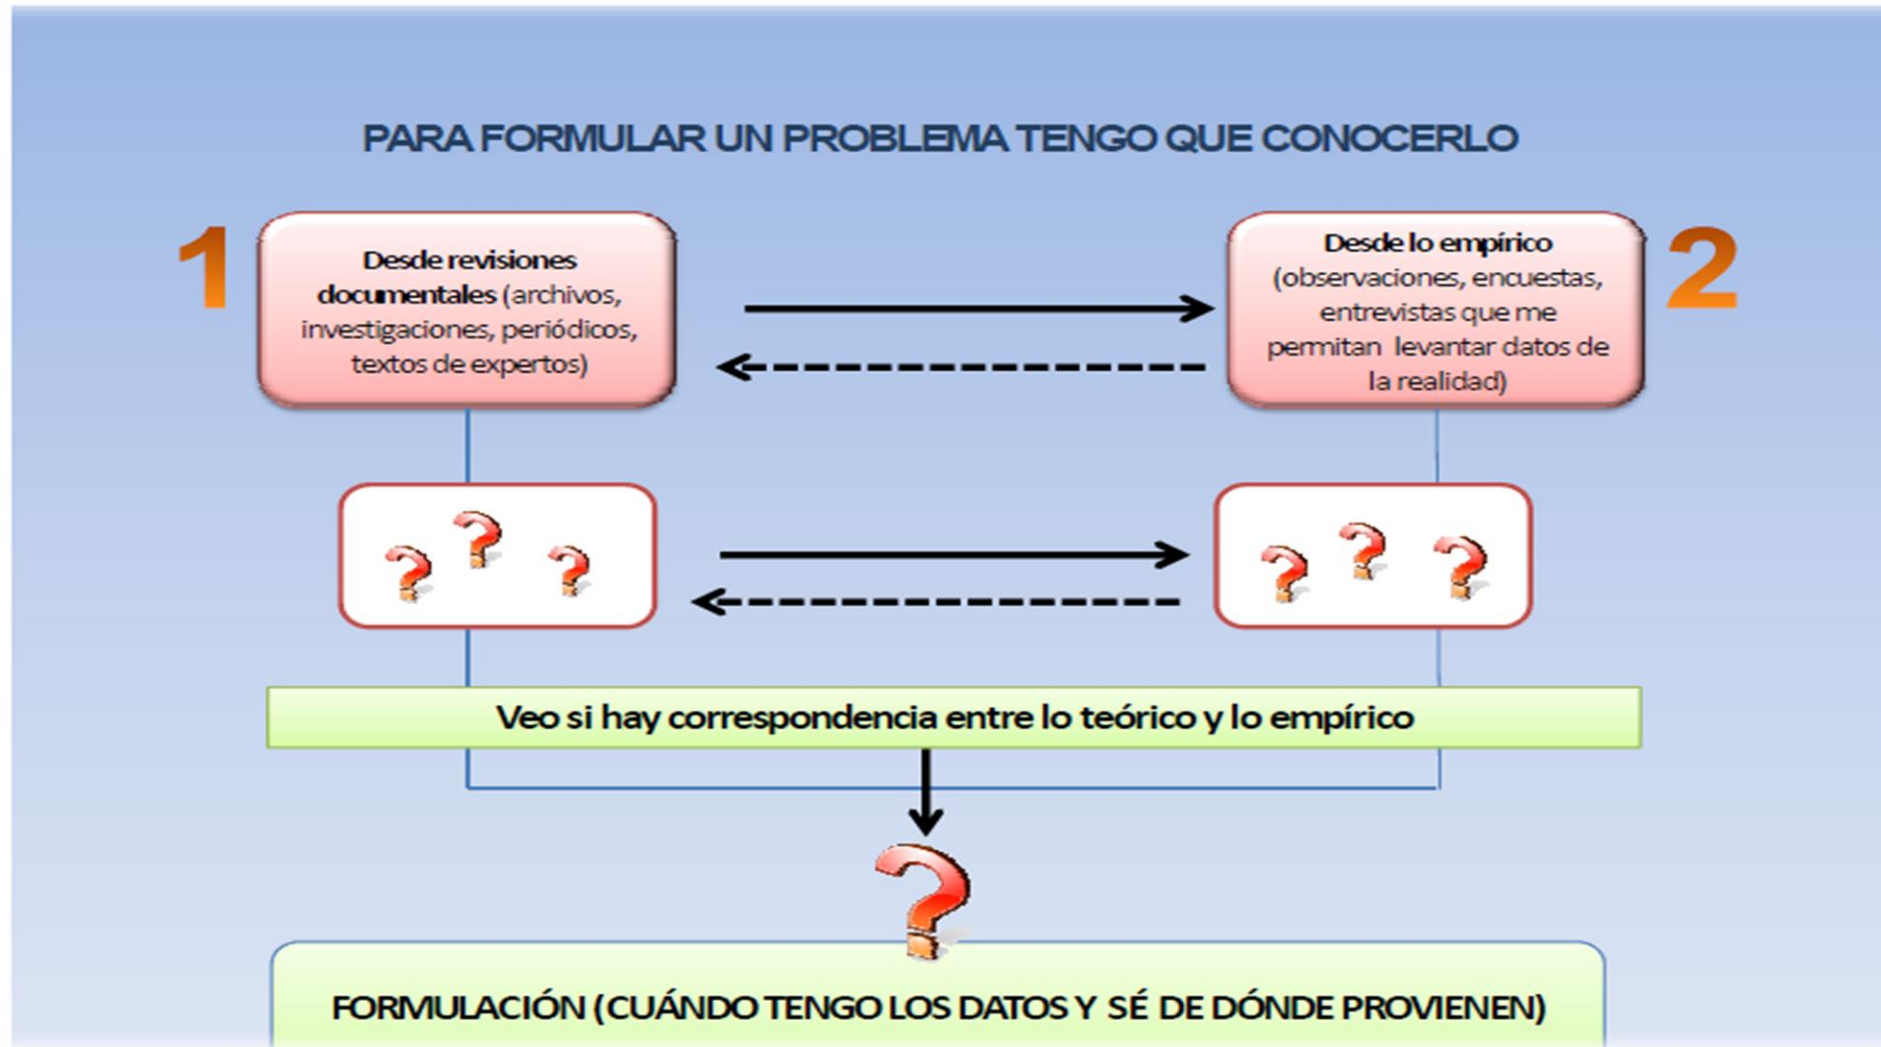 PARA FORMULAR UN PROBLEMA TENGO QUE CONOCERLO
1
Desde revisiones
documentales (archivos,
investigaciones, periódicos,
textos de expertos)
2
Desde lo empírico
(observaciones, encuestas,
entrevistas que me
permitan levantar datos de
la realidad)
? ? ?
? ? ?
Veo si hay correspondencia entre lo teórico y lo empírico
?
FORMULACIÓN (CUÁNDO TENGO LOS DATOS Y SÉ DE DÓNDE PROVIENEN)